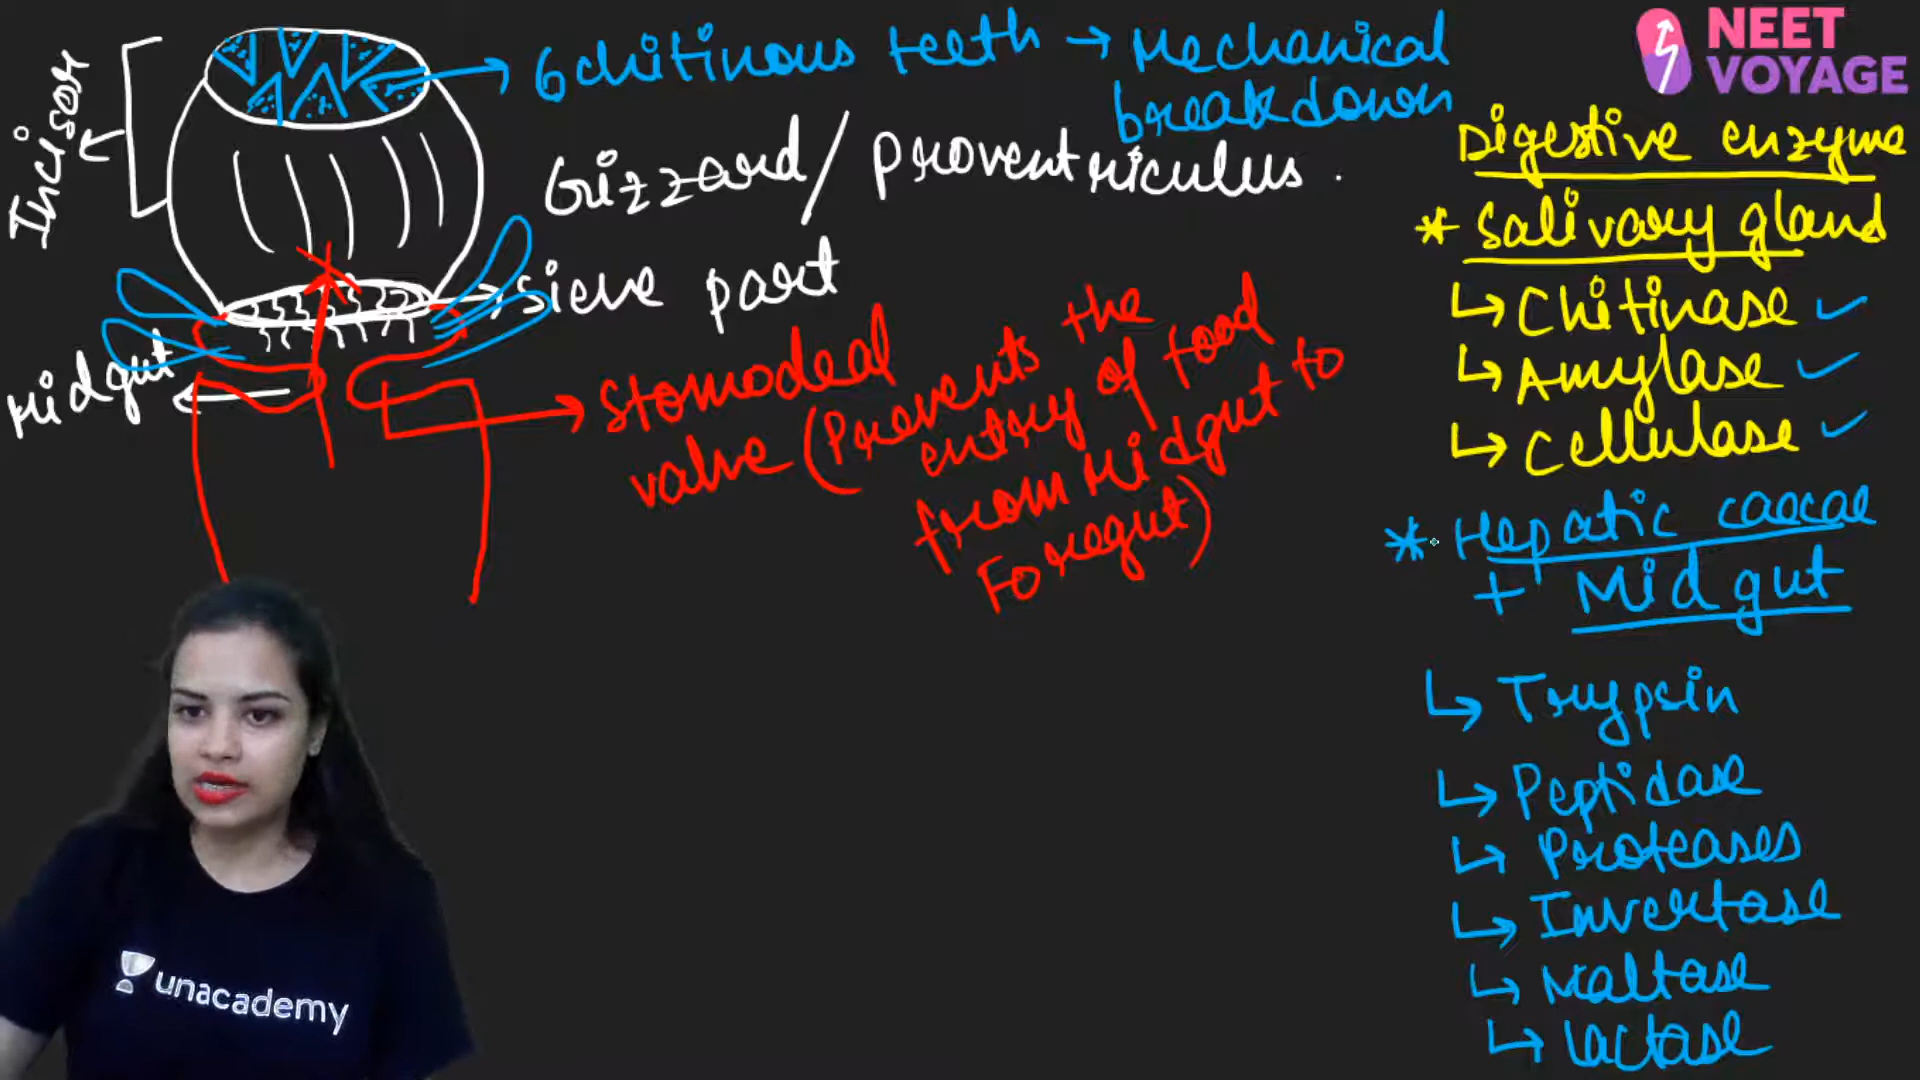 NEET
VOYAGE
Incisor
6 chitinous teeth → Mechanical
breakdown
Gizzard / Proventriculus.
sieve part
Midgut
Stomodeal
valve (Prevents the
entry of food
from Midgut to
Foregut)
Digestive enzyme
* Salivary gland
↳ Chitinase ✓
↳ Amylase ✓
↳ Cellulase ✓
* Hepatic caecae
+ Midgut
↳ Trypsin
↳ Peptidase
↳ Proteases
↳ Invertase
↳ Maltase
↳ Lactase
unacademy